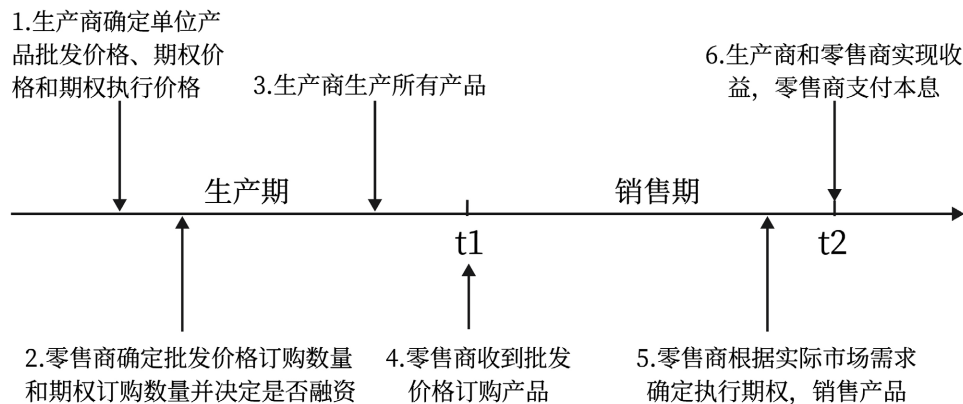 1.生产商确定单位产
品批发价格、期权价
格和期权执行价格
3.生产商生产所有产品
6.生产商和零售商实现收
益，零售商支付本息
生产期
销售期
t1
t2
2.零售商确定批发价格订购数量
和期权订购数量并决定是否融资
4.零售商收到批发
价格订购产品
5.零售商根据实际市场需求
确定执行期权，销售产品